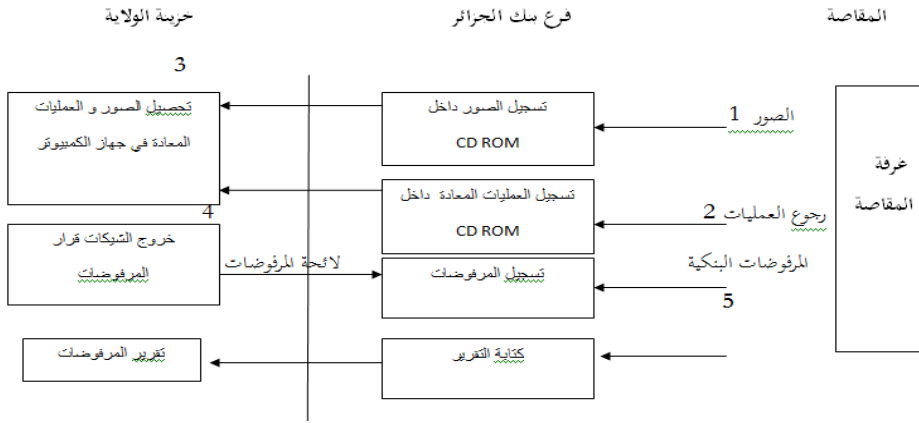 المقاصة
فرع بنك الجزائر
خزينة الولاية
3
غرفة
المقاصة
الصور 1
تسجيل الصور داخل
CD ROM
تحصيل الصور و العمليات
المعادة في جهاز الكمبيوتر
رجوع العمليات 2
تسجيل العمليات المعادة داخل
CD ROM
4
خروج الشيكات قرار
المرفوضات
لائحة المرفوضات
تسجيل المرفوضات
المرفوضات البنكية
5
كتابة التقرير
تقرير المرفوضات